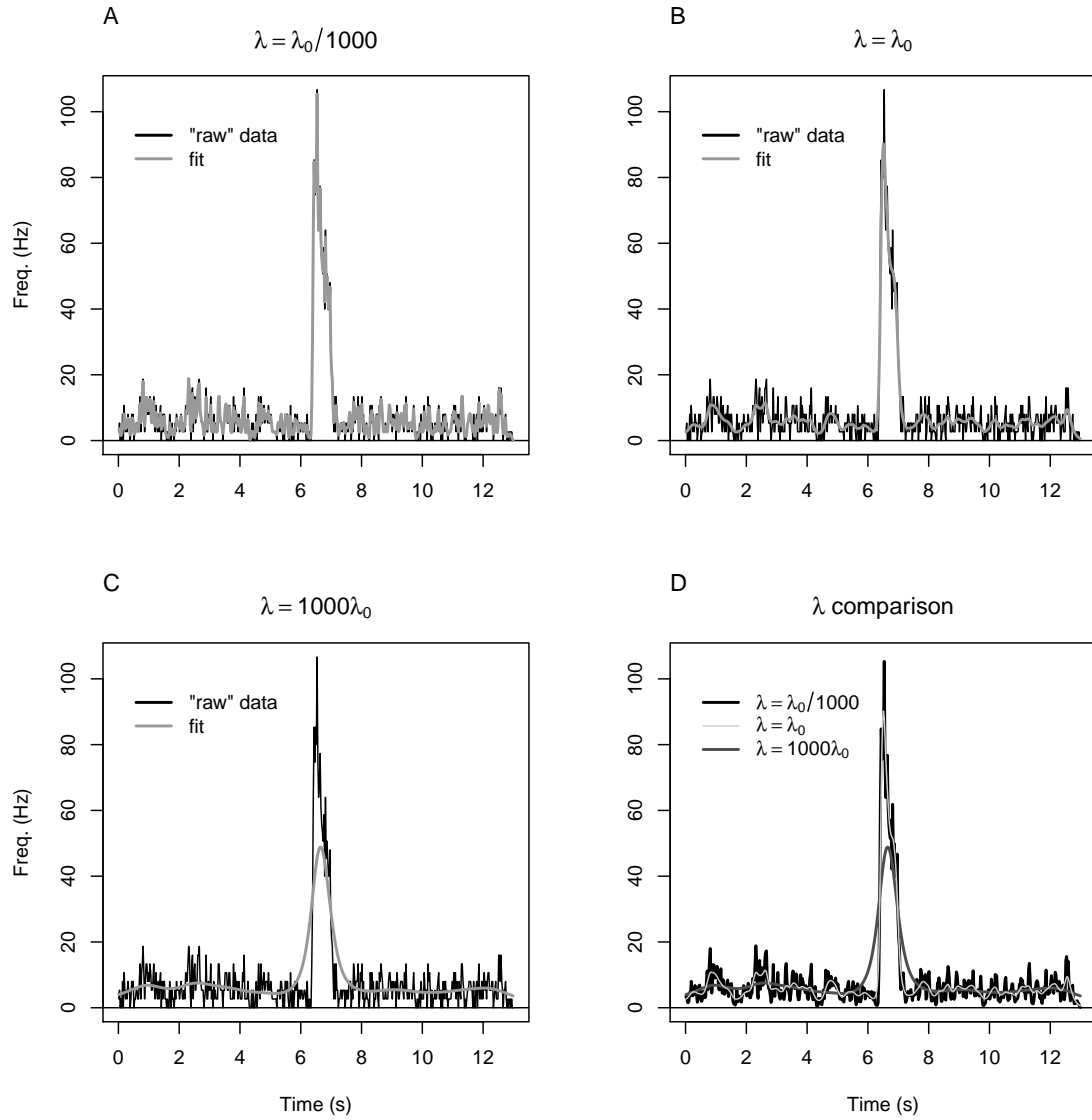 A
λ = λ₀/1000
"raw" data
fit
Freq. (Hz)
0 20 40 60 80 100
0 2 4 6 8 10 12
B
λ = λ₀
"raw" data
fit
0 20 40 60 80 100
0 2 4 6 8 10 12
C
λ = 1000λ₀
"raw" data
fit
Freq. (Hz)
0 20 40 60 80 100
0 2 4 6 8 10 12
Time (s)
D
λ comparison
λ = λ₀/1000
λ = λ₀
λ = 1000λ₀
0 20 40 60 80 100
0 2 4 6 8 10 12
Time (s)